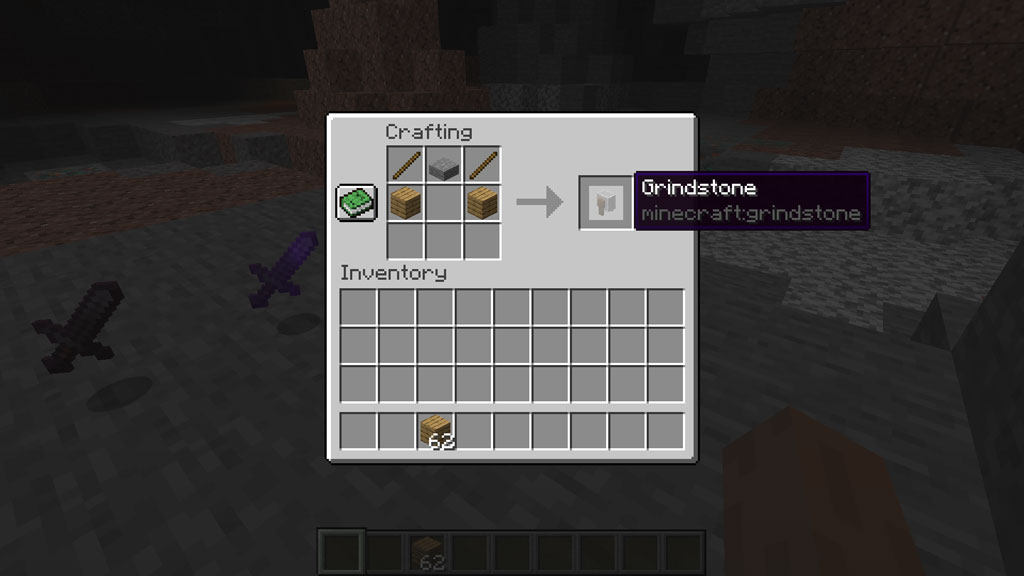 Crafting
Grindstone
minecraft:grindstone
Inventory
62
62